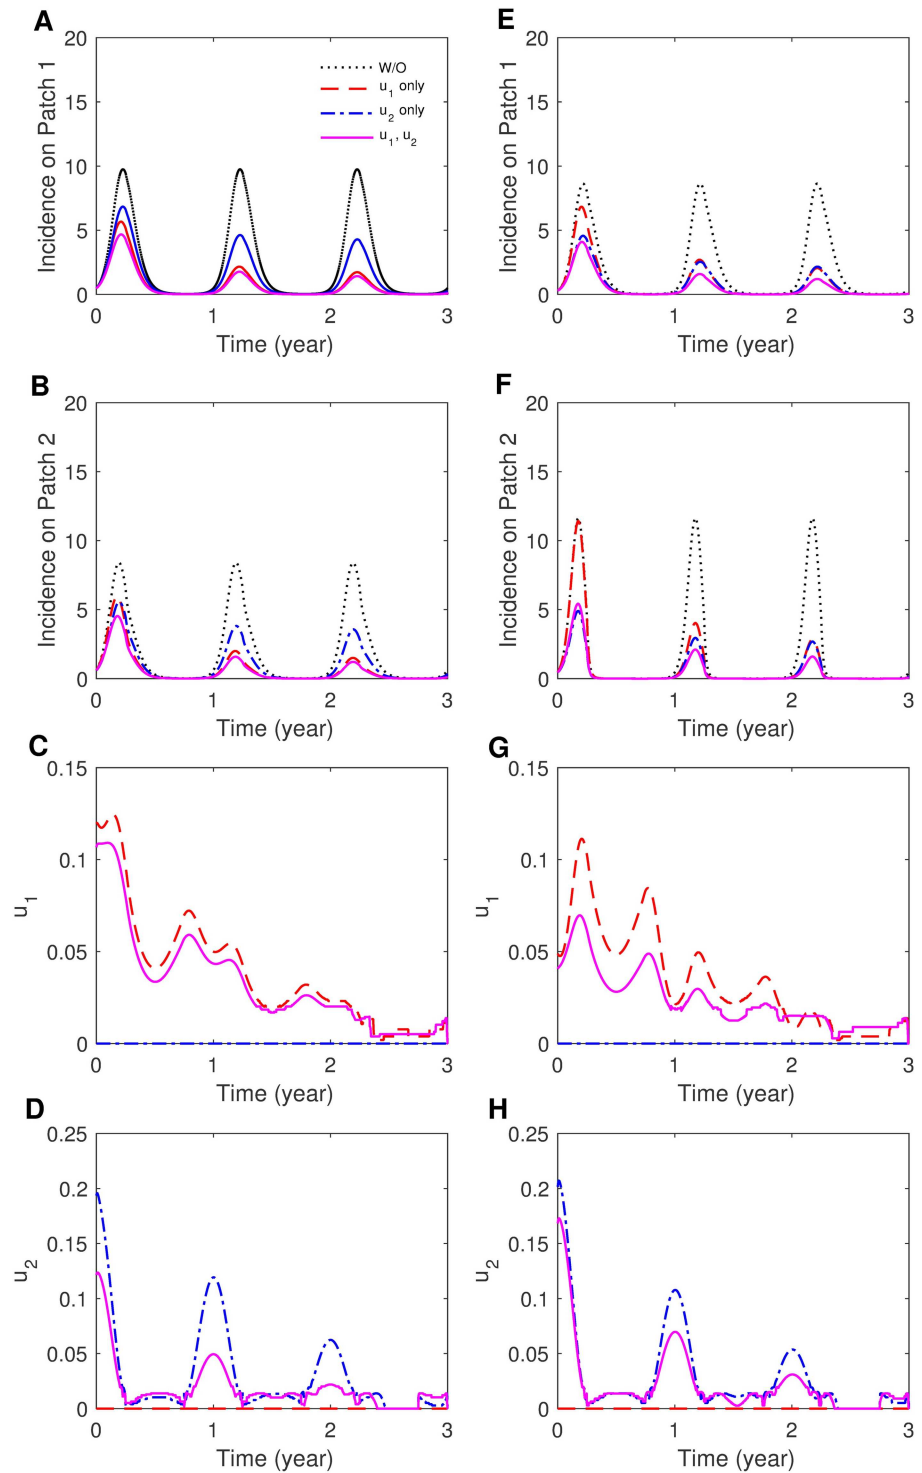 A
Incidence on Patch 1
20
15
10
5
0
W/O
u1 only
u2 only
u1, u2
0 1 2 3
Time (year)
E
Incidence on Patch 1
20
15
10
5
0
0 1 2 3
Time (year)
B
Incidence on Patch 2
20
15
10
5
0
0 1 2 3
Time (year)
F
Incidence on Patch 2
20
15
10
5
0
0 1 2 3
Time (year)
C
u1
0.15
0.1
0.05
0
0 1 2 3
Time (year)
G
u1
0.15
0.1
0.05
0
0 1 2 3
Time (year)
D
u2
0.25
0.2
0.15
0.1
0.05
0
0 1 2 3
Time (year)
H
u2
0.25
0.2
0.15
0.1
0.05
0
0 1 2 3
Time (year)